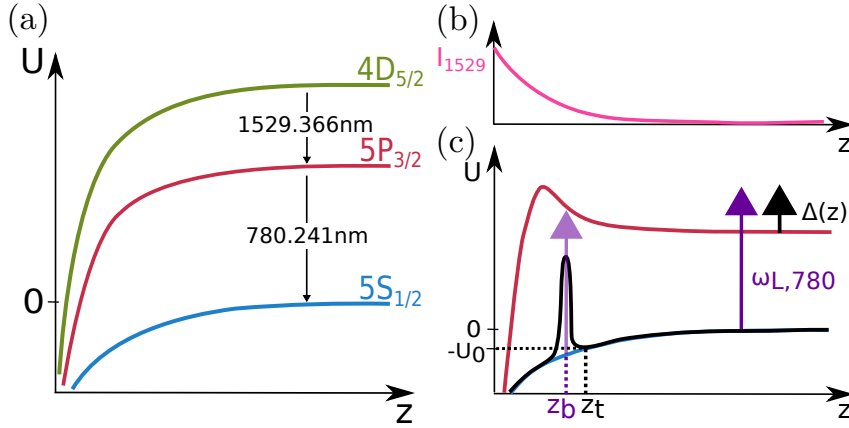 (a)
U
4D5/2
1529.366nm
5P3/2
780.241nm
0
5S1/2
z
(b)
I1529
z
(c)
U
Δ(z)
ωL,780
0
-U0
zb
zt
z